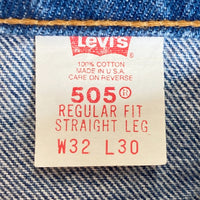 Levi's
100% COTTON
MADE IN U.S.A.
CARE ON REVERSE
505®
REGULAR FIT
STRAIGHT LEG
W32 L30